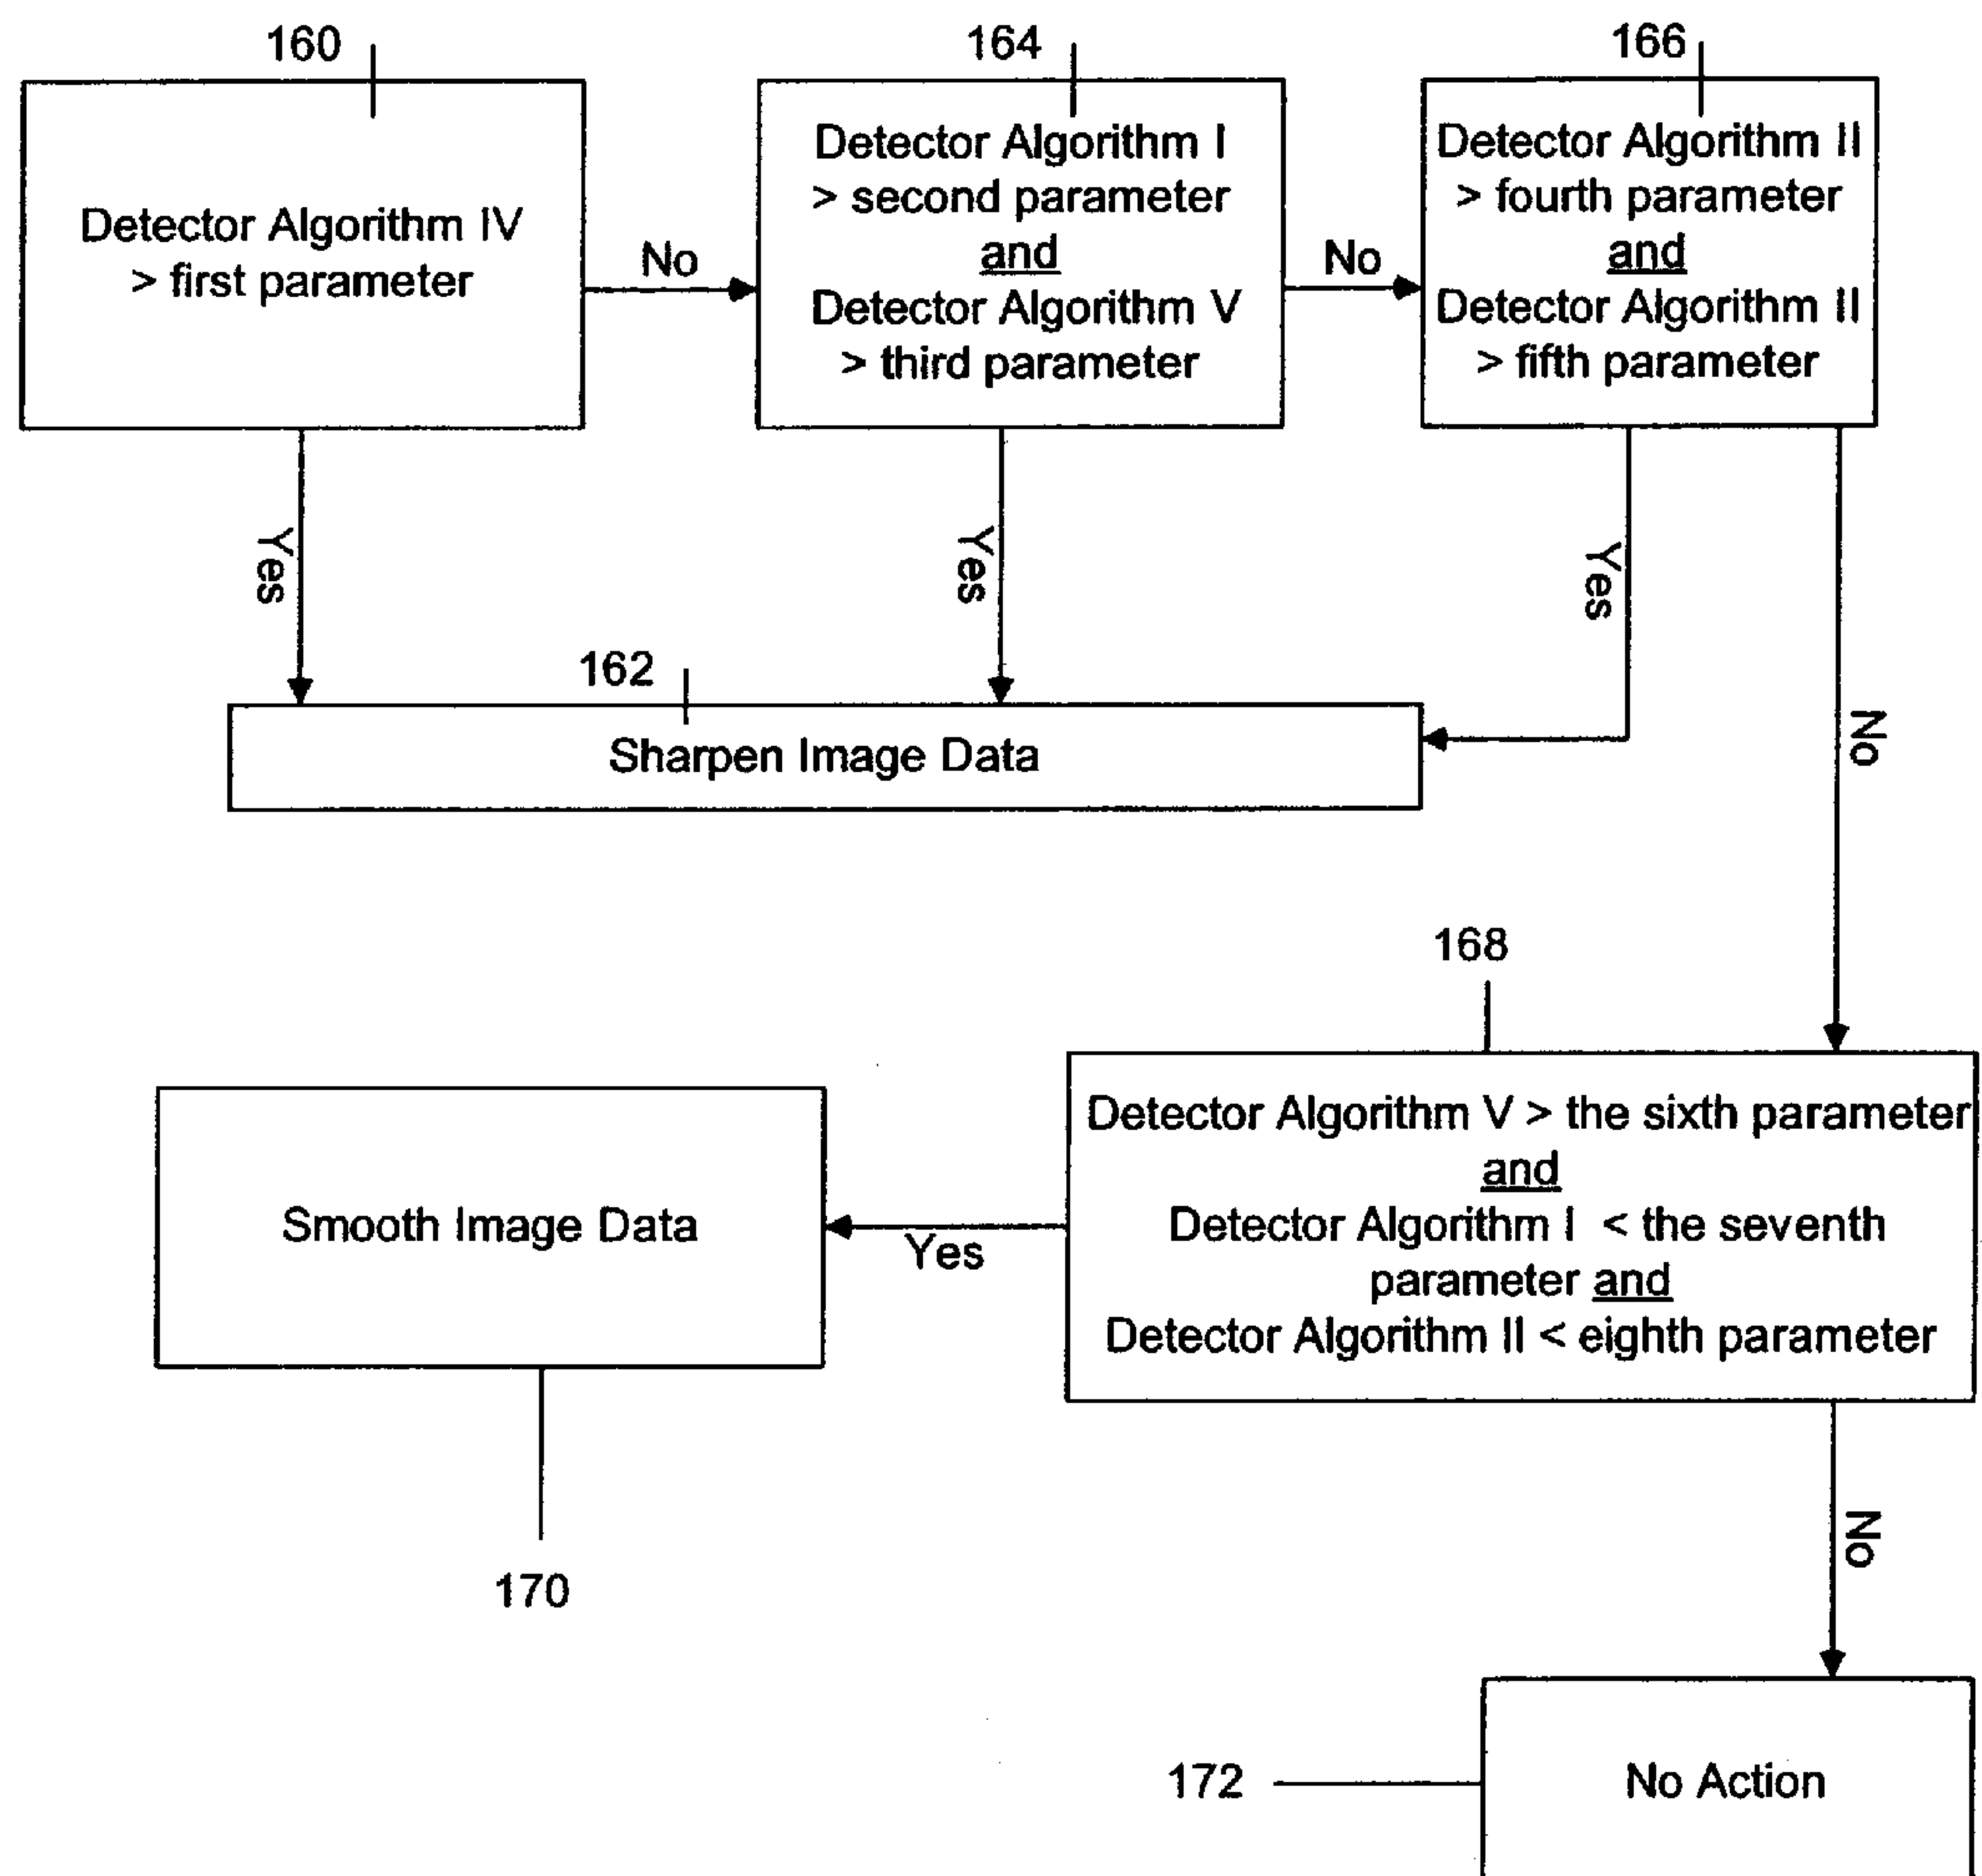 160
164
166
Detector Algorithm IV
> first parameter
No
Detector Algorithm I
> second parameter
and
Detector Algorithm V
> third parameter
No
Detector Algorithm II
> fourth parameter
and
Detector Algorithm II
> fifth parameter
Yes
Yes
Yes
No
162
Sharpen Image Data
168
Detector Algorithm V > the sixth parameter
and
Detector Algorithm I < the seventh
parameter and
Detector Algorithm II < eighth parameter
Yes
Smooth Image Data
170
No
172
No Action